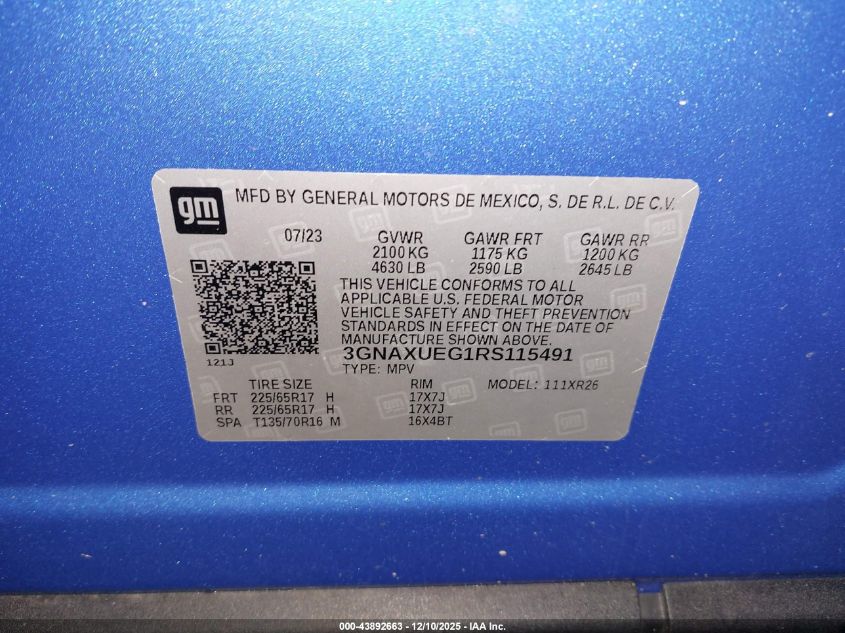 gm MFD BY GENERAL MOTORS DE MEXICO, S. DE R.L. DE C.V.
07/23 GVWR GAWR FRT GAWR RR
2100 KG 1175 KG 1200 KG
4630 LB 2590 LB 2645 LB
THIS VEHICLE CONFORMS TO ALL
APPLICABLE U.S. FEDERAL MOTOR
VEHICLE SAFETY AND THEFT PREVENTION
STANDARDS IN EFFECT ON THE DATE OF
MANUFACTURE SHOWN ABOVE.
3GNAXUEG1RS115491
121J
TYPE: MPV
TIRE SIZE RIM MODEL: 111XR26
FRT 225/65R17 H 17X7J
RR 225/65R17 H 17X7J
SPA T135/70R16 M 16X4BT
000-43892663 - 12/10/2025 - IAA Inc.